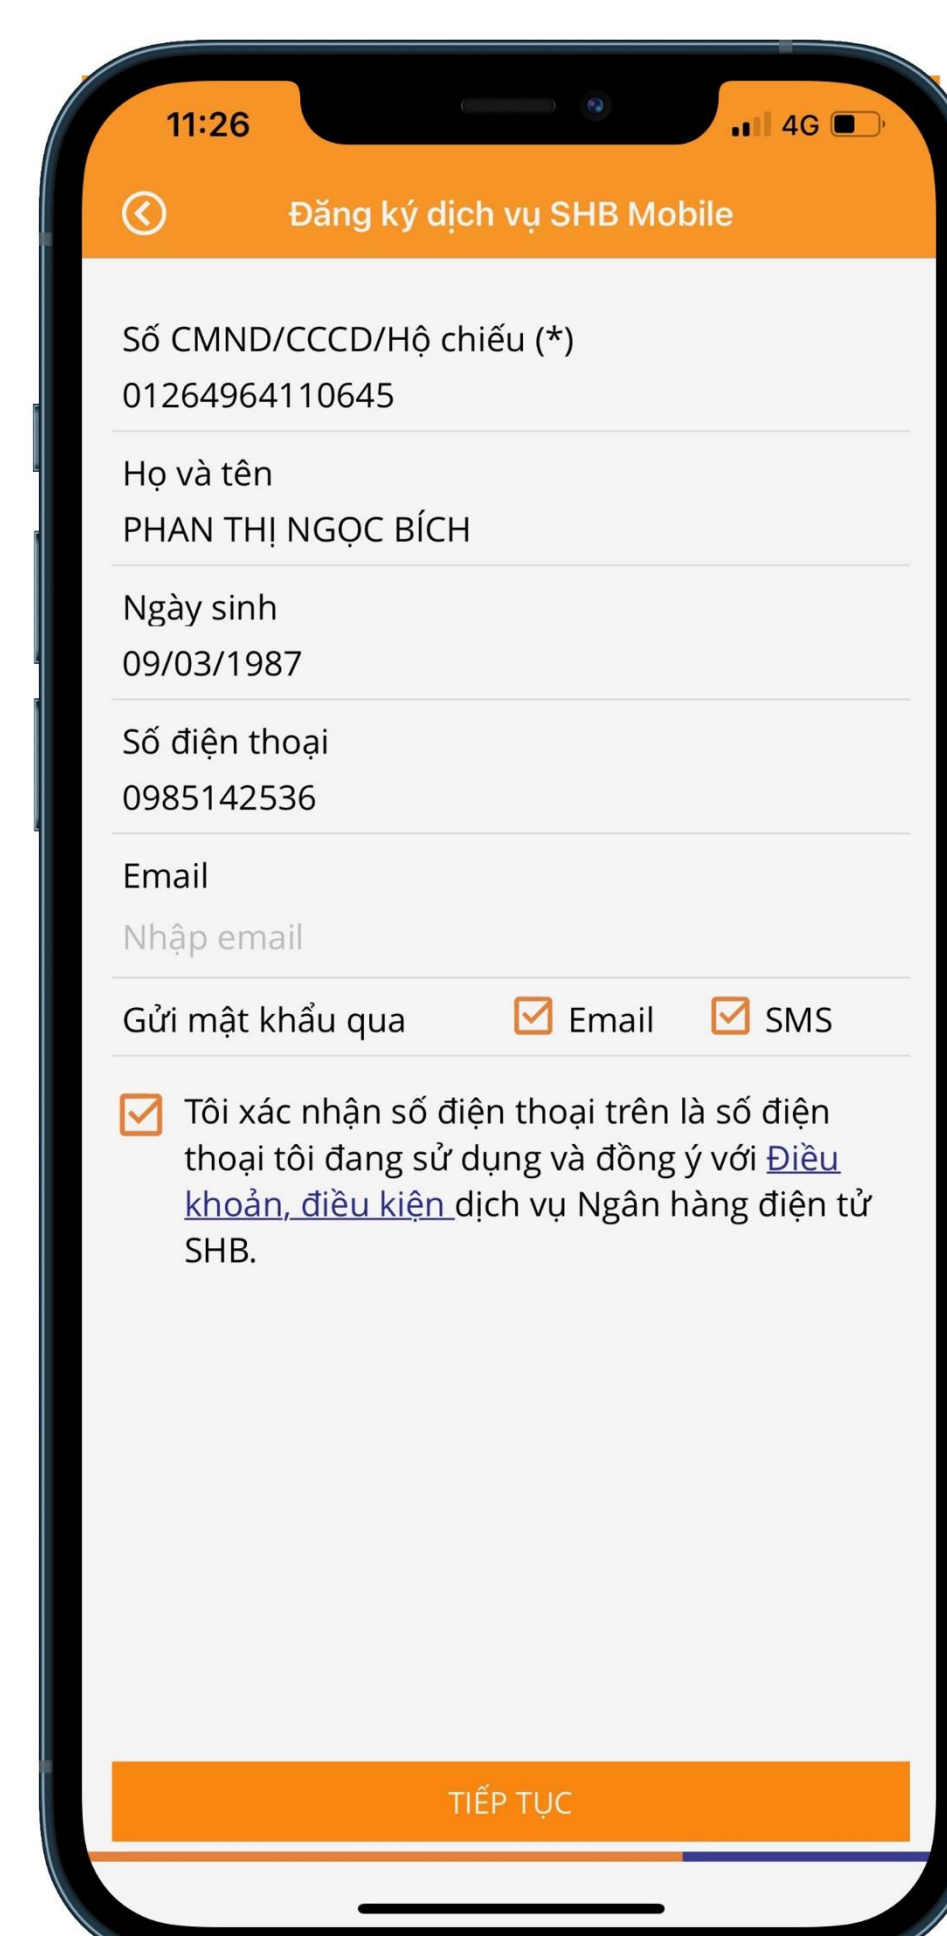 11:26
4G
Đăng ký dịch vụ SHB Mobile
Số CMND/CCCD/Hộ chiếu (*)
01264964110645
Họ và tên
PHAN THỊ NGỌC BÍCH
Ngày sinh
09/03/1987
Số điện thoại
0985142536
Email
Nhập email
Gửi mật khẩu qua Email SMS
Tôi xác nhận số điện thoại trên là số điện
thoại tôi đang sử dụng và đồng ý với Điều
khoản, điều kiện dịch vụ Ngân hàng điện tử
SHB.
TIẾP TỤC